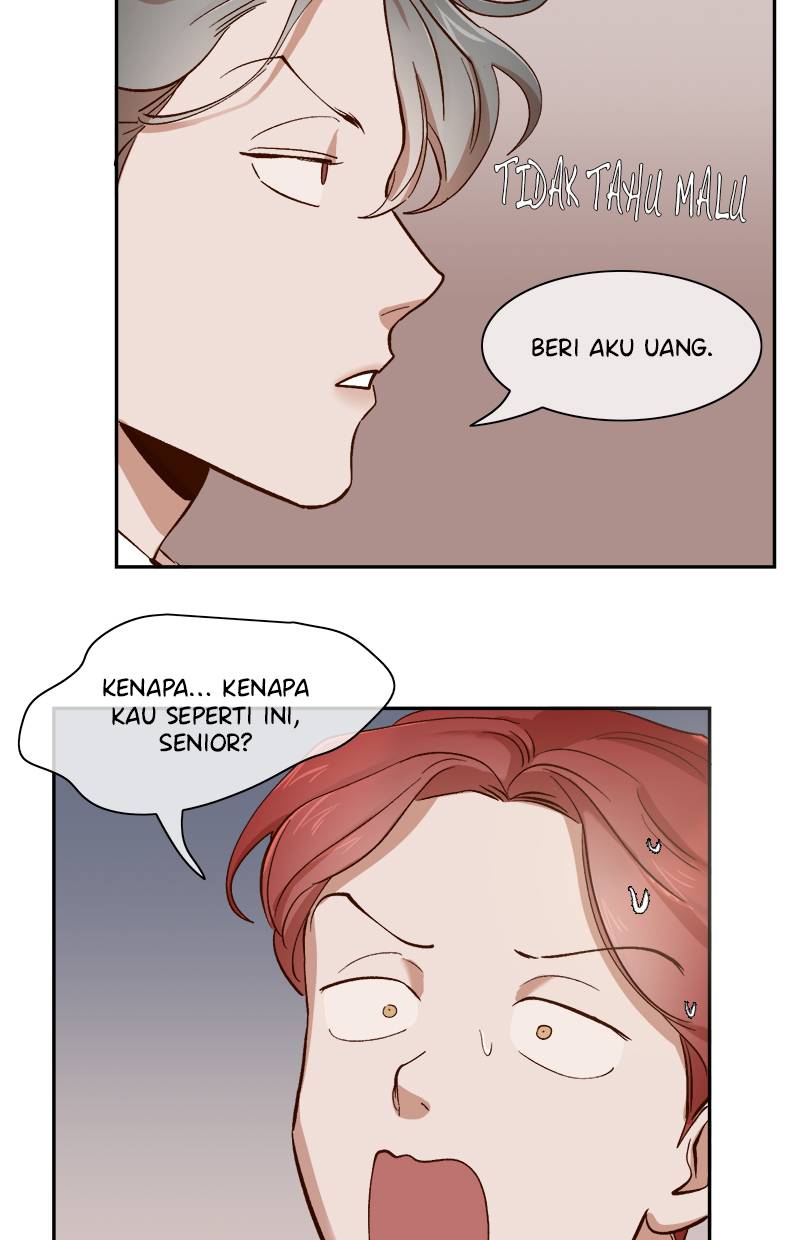 TIDAK TAHU MALU
BERI AKU UANG.
KENAPA... KENAPA
KAU SEPERTI INI,
SENIOR?